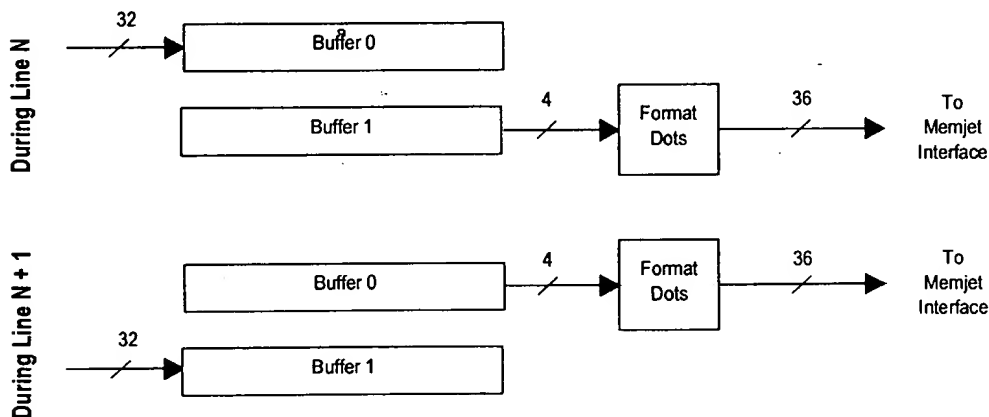 During Line N
32
Buffer 0
Buffer 1
4
Format
Dots
36
To
Memjet
Interface
During Line N + 1
Buffer 0
4
Format
Dots
36
To
Memjet
Interface
32
Buffer 1